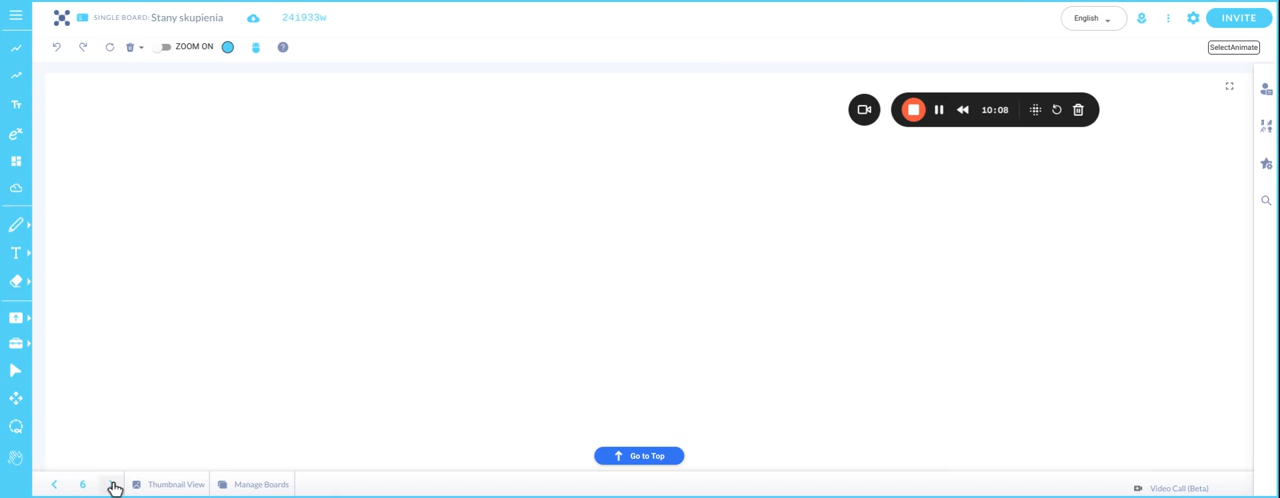 SINGLE BOARD: Stany skupienia
24i933w
English
INVITE
ZOOM ON
SelectAnimate
10:08
Go to Top
6
Thumbnail View
Manage Boards
Video Call (Beta)